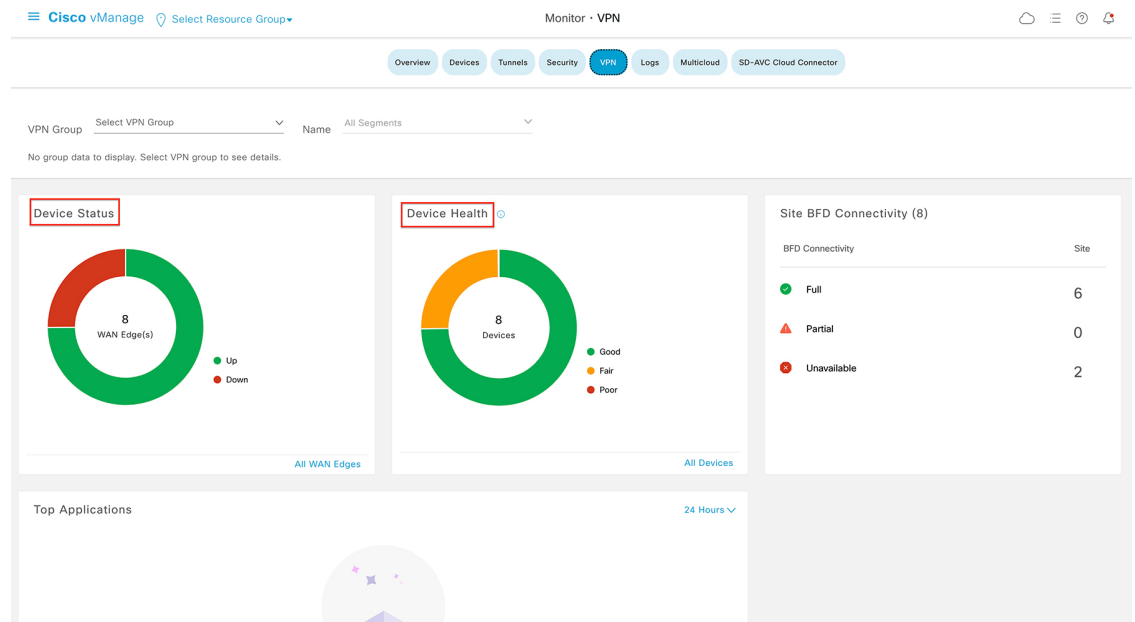 Cisco vManage
Select Resource Group
Monitor · VPN
Overview
Devices
Tunnels
Security
VPN
Logs
Multicloud
SD-AVC Cloud Connector
VPN Group
Select VPN Group
Name
All Segments
No group data to display. Select VPN group to see details.
Device Status
8
WAN Edge(s)
Up
Down
All WAN Edges
Device Health
8
Devices
Good
Fair
Poor
All Devices
Site BFD Connectivity (8)
BFD Connectivity Site
Full 6
Partial 0
Unavailable 2
Top Applications
24 Hours